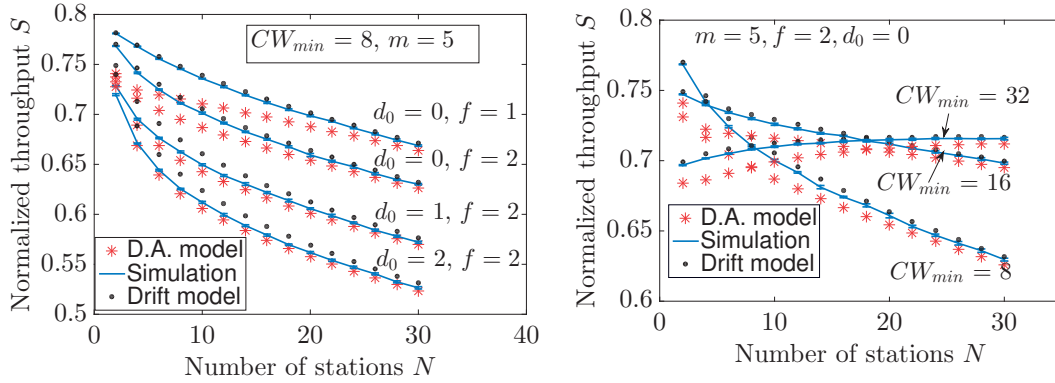 Normalized throughput S
0.8
0.75
0.7
0.65
0.6
0.55
0.5
0
10
20
30
40
Number of stations N
CW_min = 8, m = 5
d_0 = 0, f = 1
d_0 = 0, f = 2
d_0 = 1, f = 2
d_0 = 2, f = 2
D.A. model
Simulation
Drift model
Normalized throughput S
0.8
0.75
0.7
0.65
0.6
0
10
20
30
Number of stations N
m = 5, f = 2, d_0 = 0
CW_min = 32
CW_min = 16
CW_min = 8
D.A. model
Simulation
Drift model